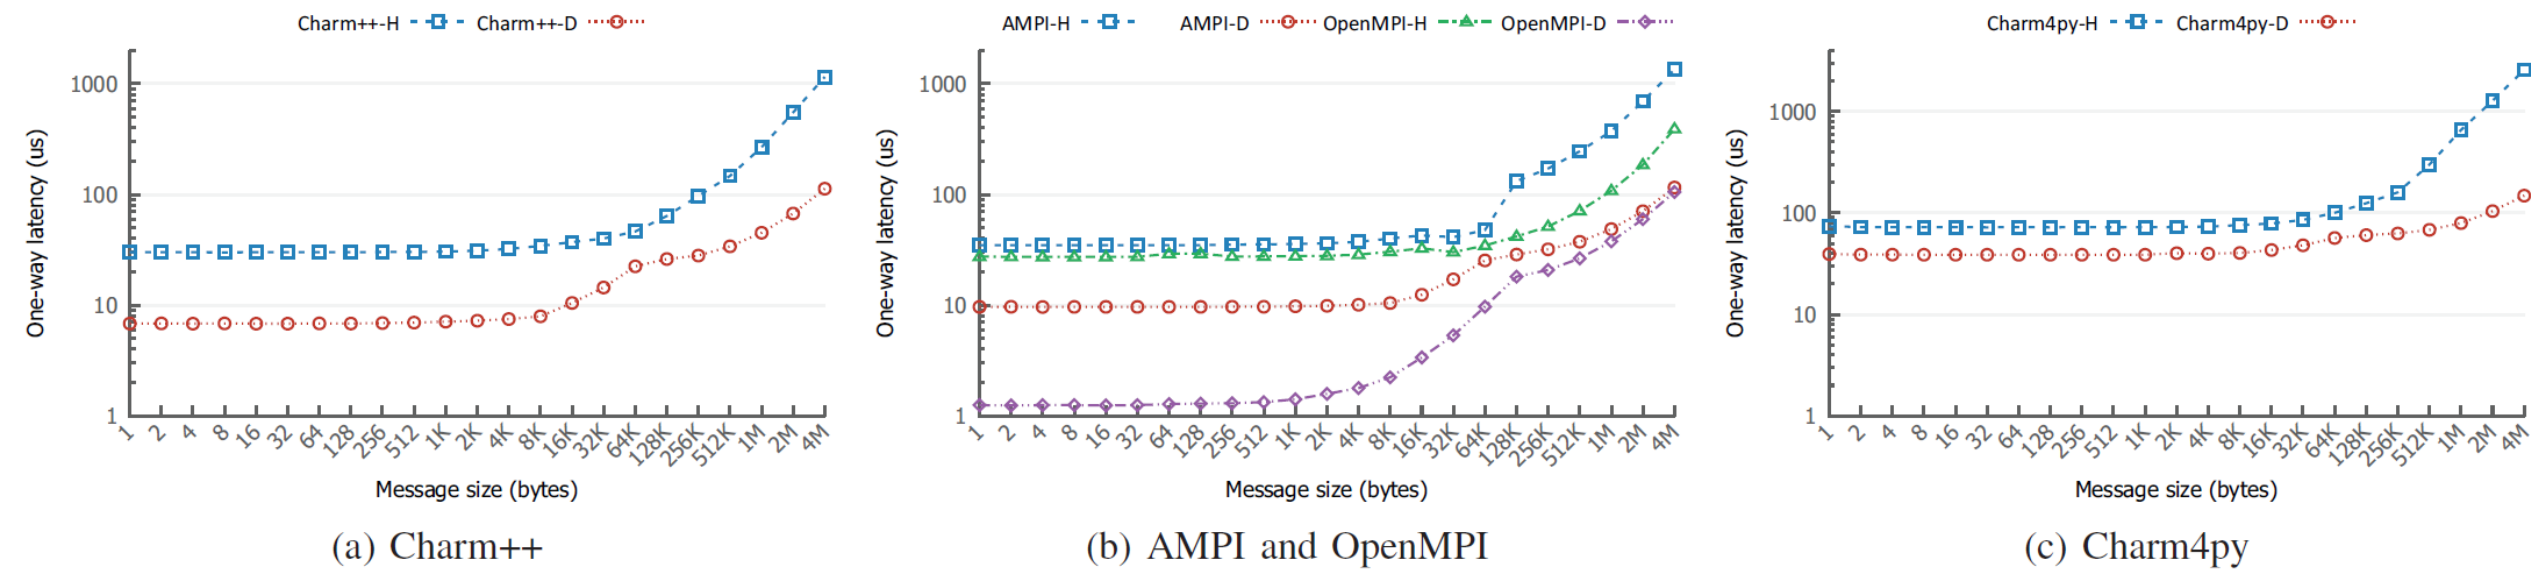 Charm++-H Charm++-D
One-way latency (us)
1000
100
10
1
1 2 4 8 16 32 64 128 256 512 1K 2K 4K 8K 16K 32K 64K 128K 256K 512K 1M 2M 4M
Message size (bytes)
(a) Charm++
AMPI-H AMPI-D OpenMPI-H OpenMPI-D
One-way latency (us)
1000
100
10
1
1 2 4 8 16 32 64 128 256 512 1K 2K 4K 8K 16K 32K 64K 128K 256K 512K 1M 2M 4M
Message size (bytes)
(b) AMPI and OpenMPI
Charm4py-H Charm4py-D
One-way latency (us)
1000
100
10
1
1 2 4 8 16 32 64 128 256 512 1K 2K 4K 8K 16K 32K 64K 128K 256K 512K 1M 2M 4M
Message size (bytes)
(c) Charm4py